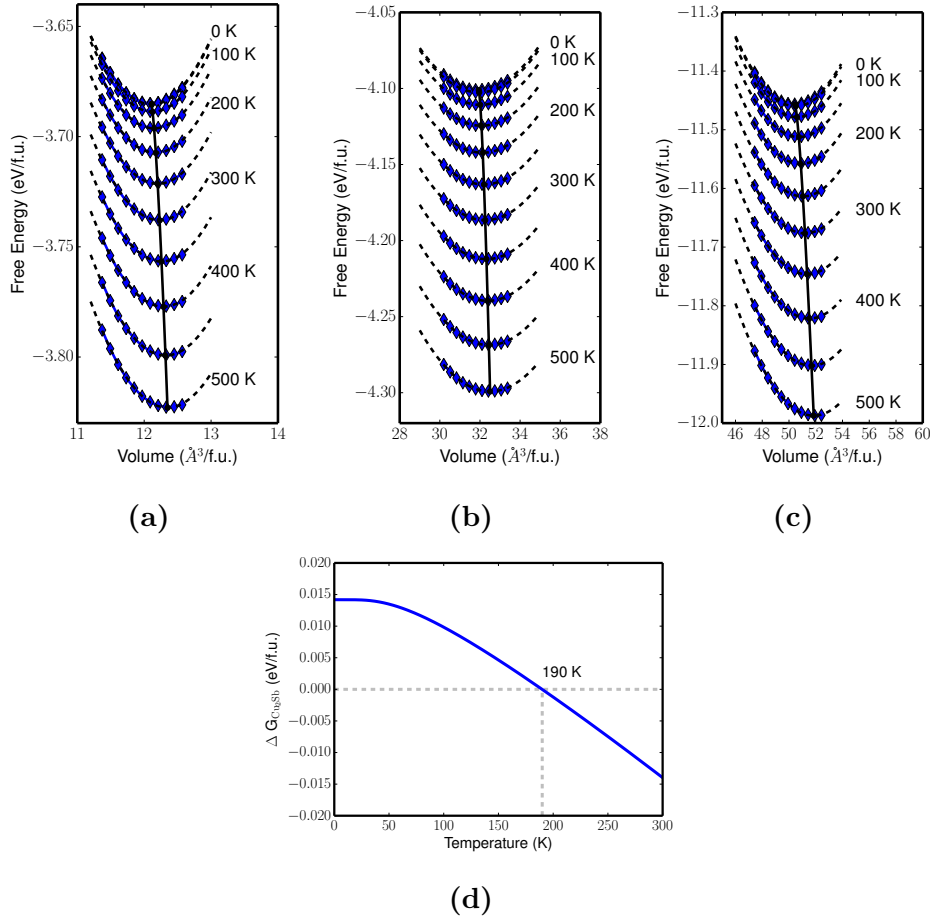 −3.65
−3.70
−3.75
−3.80
11 12 13 14
Free Energy (eV/f.u.)
Volume (Å³/f.u.)
0 K
100 K
200 K
300 K
400 K
500 K
(a)
−4.05
−4.10
−4.15
−4.20
−4.25
−4.30
28 30 32 34 36 38
Free Energy (eV/f.u.)
Volume (Å³/f.u.)
0 K
100 K
200 K
300 K
400 K
500 K
(b)
−11.3
−11.4
−11.5
−11.6
−11.7
−11.8
−11.9
−12.0
46 48 50 52 54 56 58 60
Free Energy (eV/f.u.)
Volume (Å³/f.u.)
0 K
100 K
200 K
300 K
400 K
500 K
(c)
0.020
0.015
0.010
0.005
0.000
−0.005
−0.010
−0.015
−0.020
0 50 100 150 200 250 300
Δ G_Cu₂Sb (eV/f.u.)
Temperature (K)
190 K
(d)